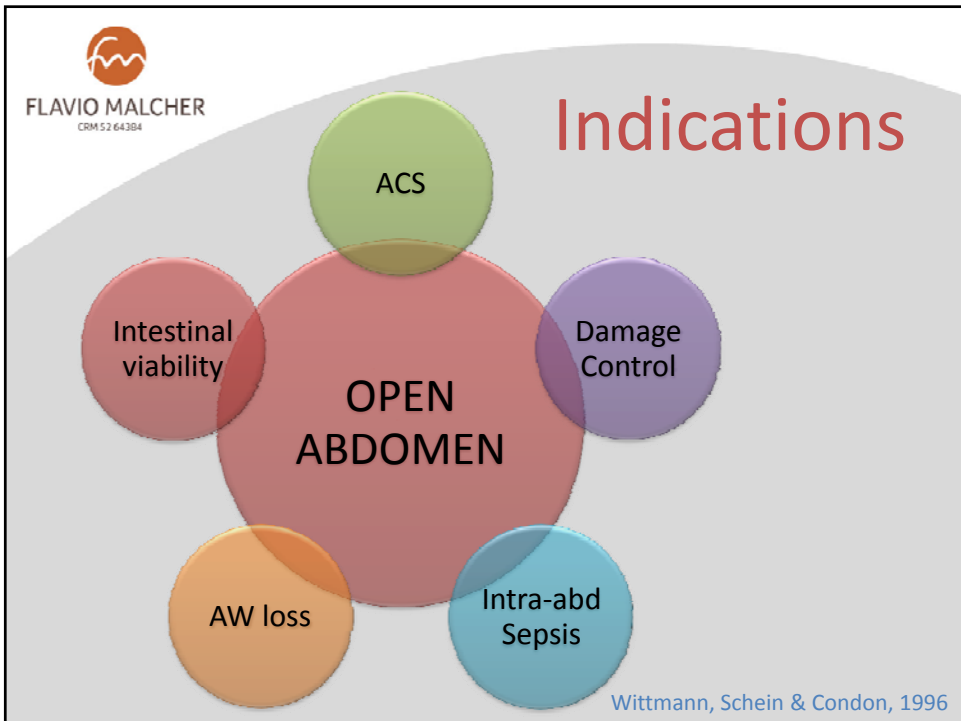 fm
FLAVIO MALCHER
CRM 52 64384
Indications
ACS
Intestinal
viability
Damage
Control
OPEN
ABDOMEN
AW loss
Intra-abd
Sepsis
Wittmann, Schein & Condon, 1996